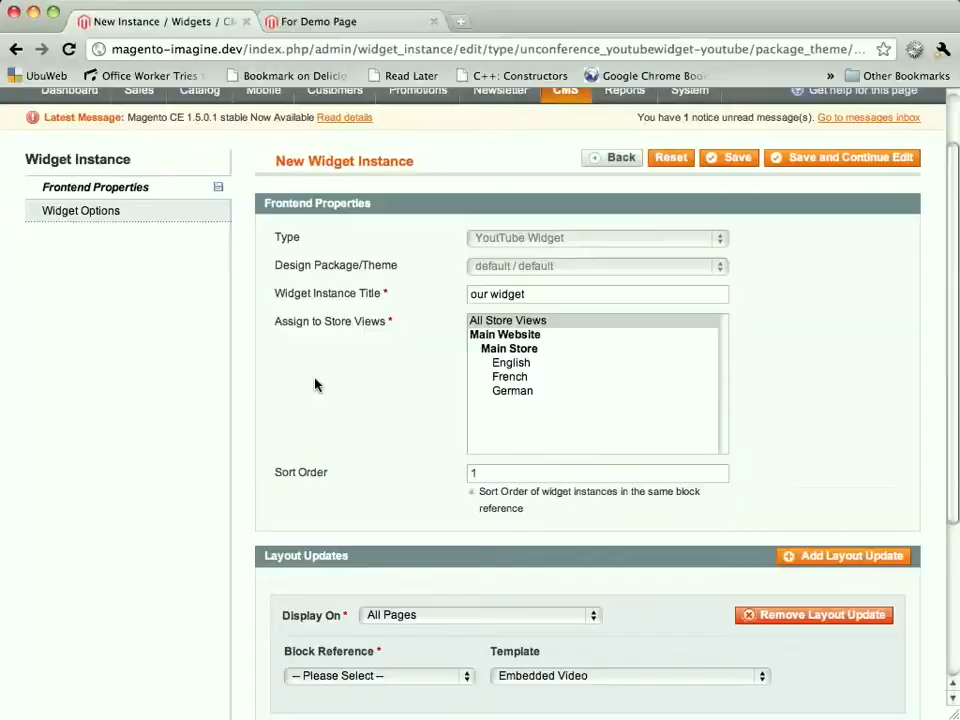 New Instance / Widgets / C
For Demo Page
magento-imagine.dev/index.php/admin/widget_instance/edit/type/unconference_youtubewidget-youtube/package_theme/...
UbuWeb
Office Worker Tries
Bookmark on Delicio
Read Later
C++: Constructors
Google Chrome Boo
»
Other Bookmarks
Dashboard
Sales
Catalog
Mobile
Customers
Promotions
Newsletter
CMS
Reports
System
Get help for this page
Latest Message: Magento CE 1.5.0.1 stable Now Available Read details
You have 1 notice unread message(s). Go to messages inbox
Widget Instance
Frontend Properties
Widget Options
New Widget Instance
Back
Reset
Save
Save and Continue Edit
Frontend Properties
Type
YoutTube Widget
Design Package/Theme
default / default
Widget Instance Title *
our widget
Assign to Store Views *
All Store Views
Main Website
Main Store
English
French
German
Sort Order
1
Sort Order of widget instances in the same block
reference
Layout Updates
Add Layout Update
Display On *
All Pages
Remove Layout Update
Block Reference *
Template
-- Please Select --
Embedded Video